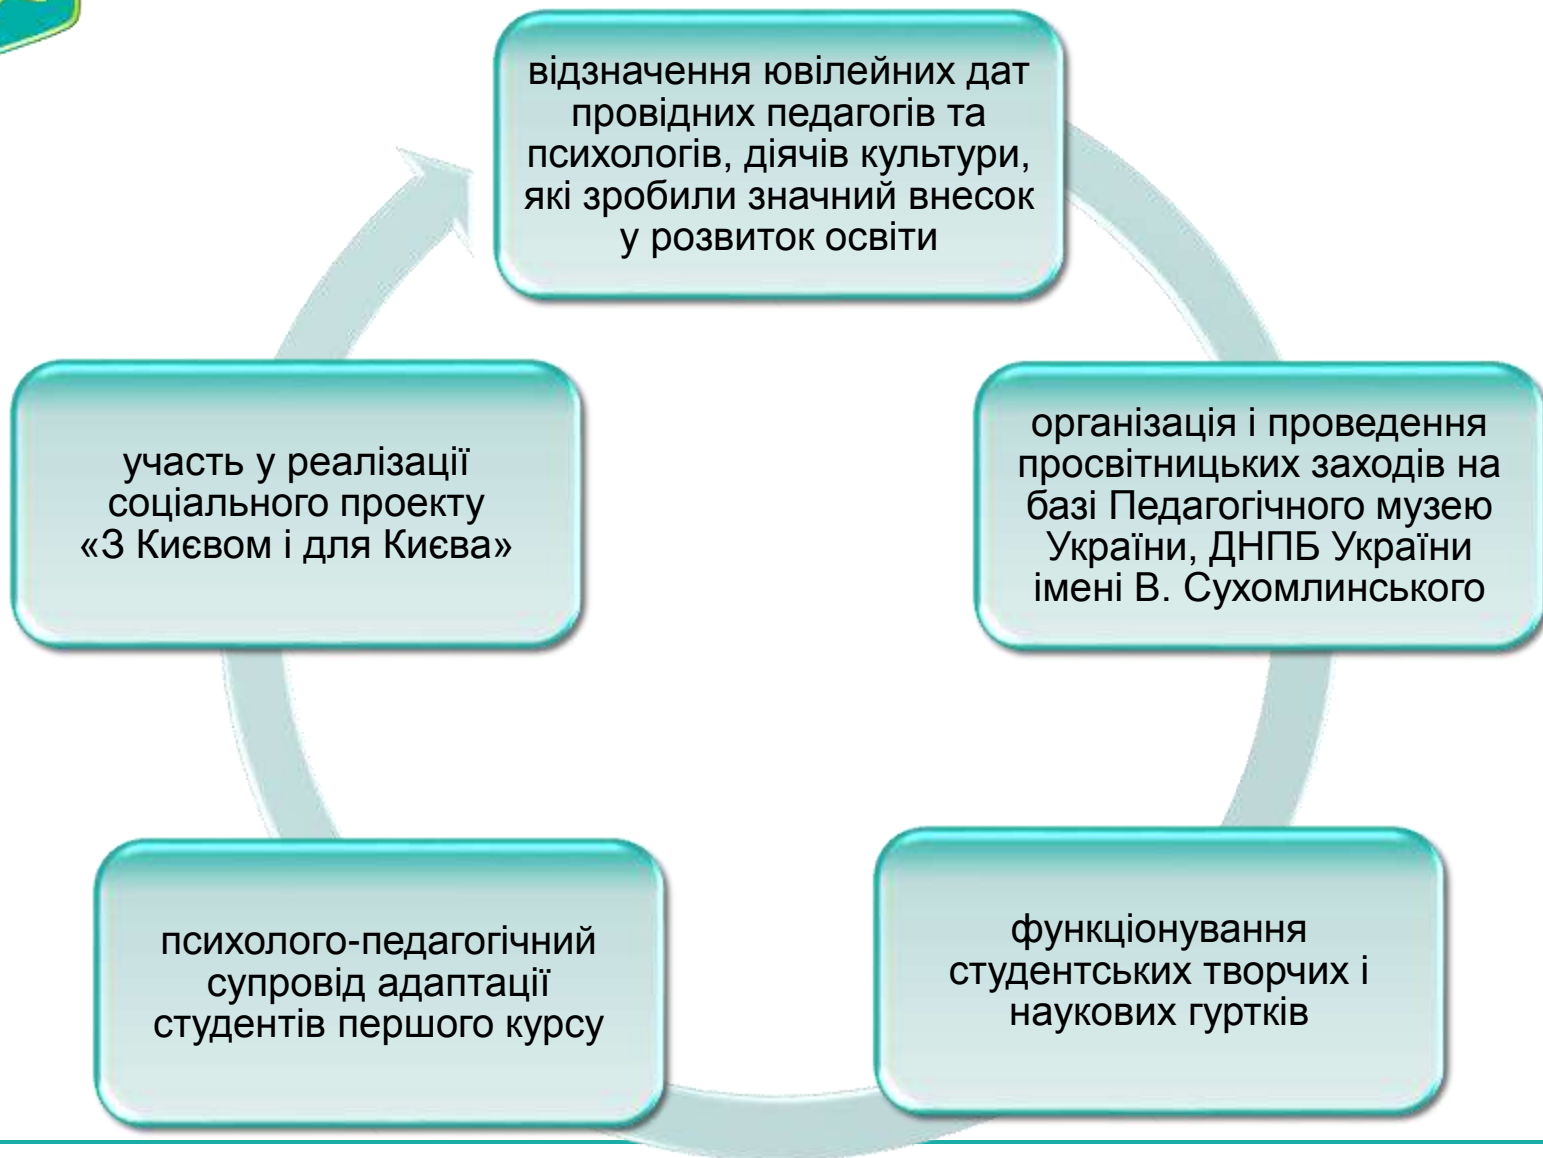 відзначення ювілейних дат
провідних педагогів та
психологів, діячів культури,
які зробили значний внесок
у розвиток освіти
організація і проведення
просвітницьких заходів на
базі Педагогічного музею
України, ДНПБ України
імені В. Сухомлинського
функціонування
студентських творчих і
наукових гуртків
психолого-педагогічний
супровід адаптації
студентів першого курсу
участь у реалізації
соціального проекту
«З Києвом і для Києва»